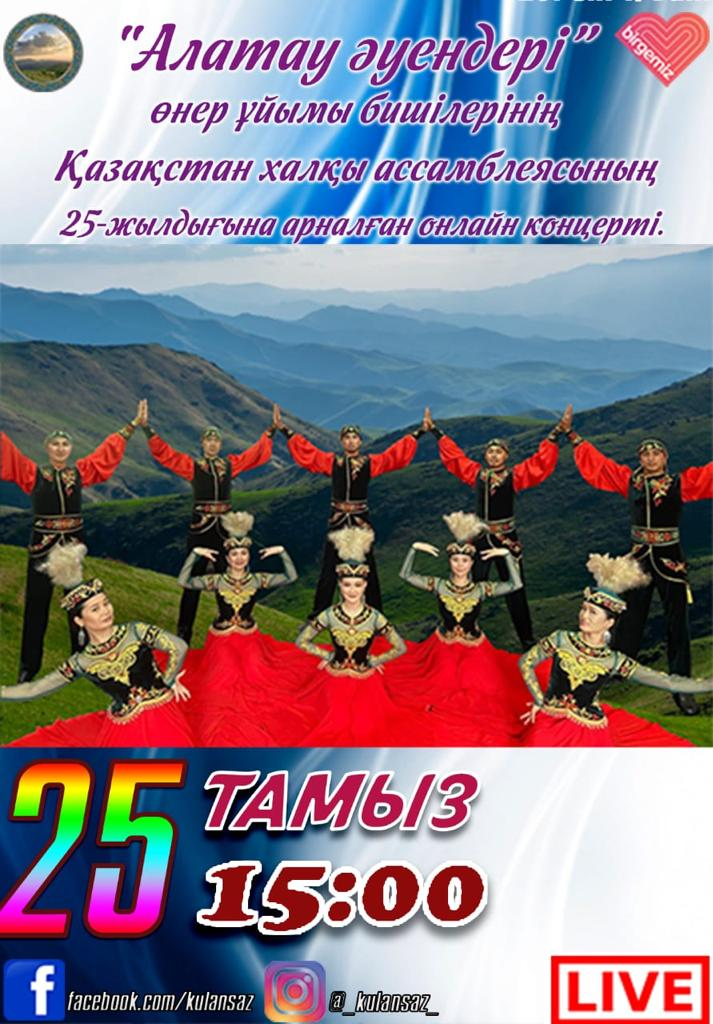 "Алатау әуендері"
birgemiz
өнер ұйымы бишілерінің
Қазақстан халқы ассамблеясының
25-жылдығына арналған онлайн концерті.
25 ТАМЫЗ
15:00
facebook.com/kulansaz
@_kulansaz_
LIVE